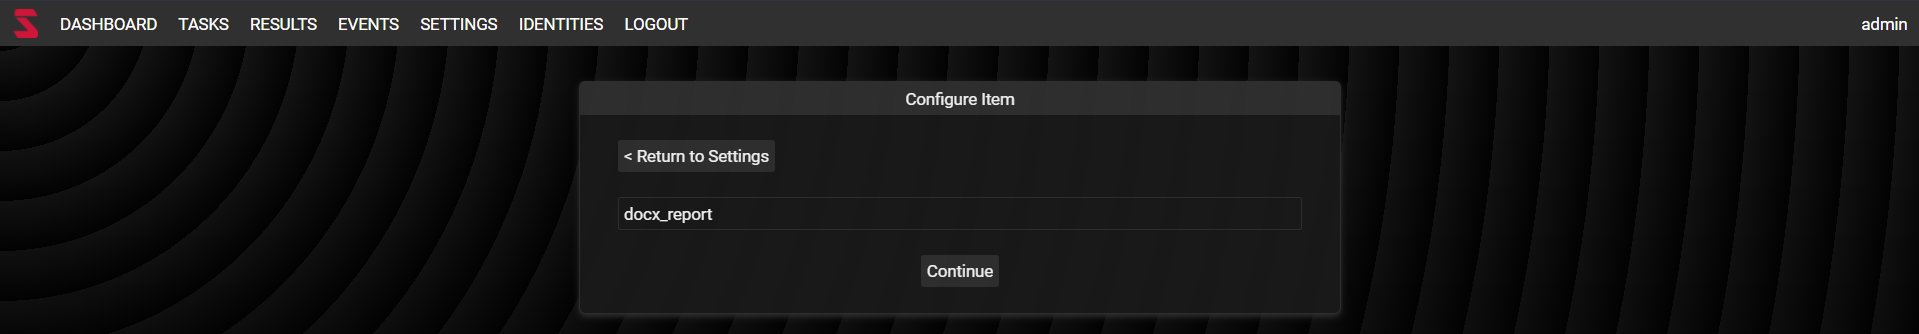 DASHBOARD TASKS RESULTS EVENTS SETTINGS IDENTITIES LOGOUT admin
Configure Item
< Return to Settings
docx_report
Continue